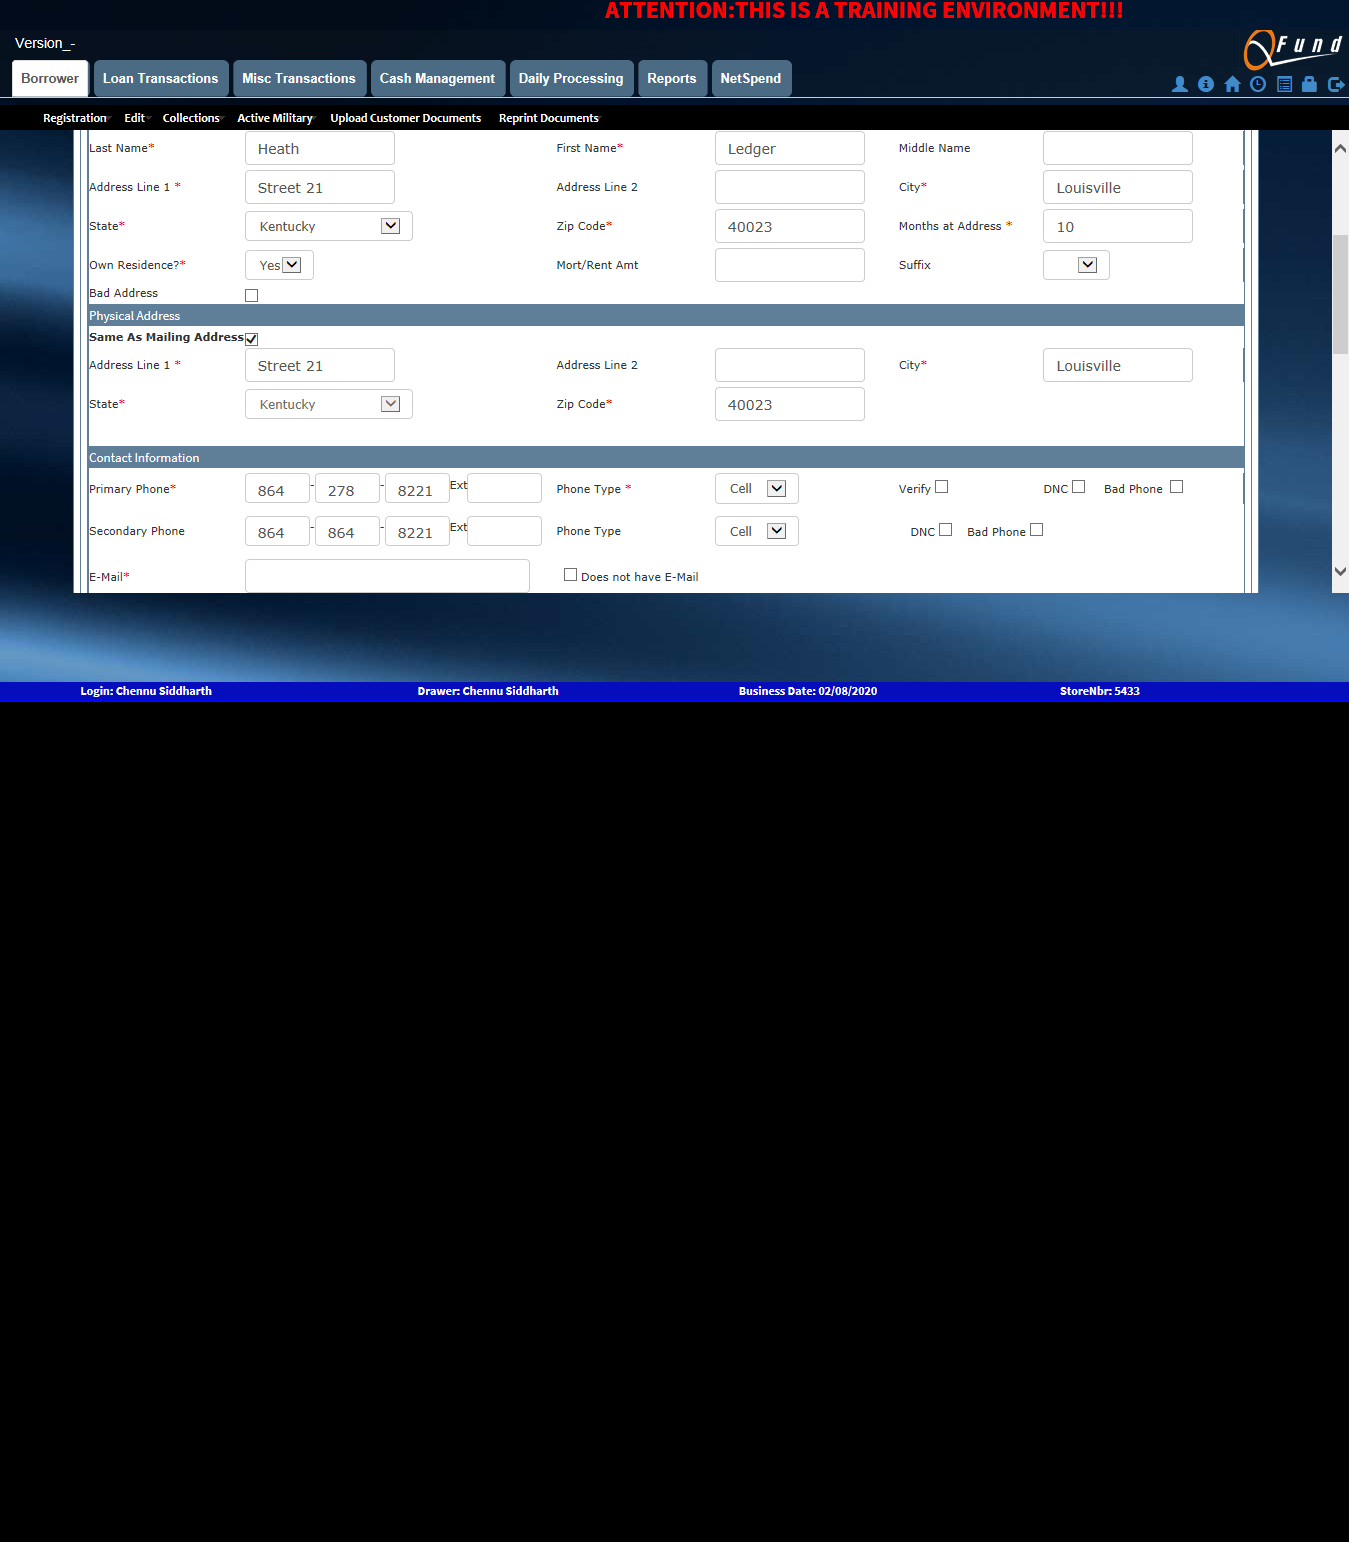 ATTENTION:THIS IS A TRAINING ENVIRONMENT!!!
Version_-
Fund
Borrower Loan Transactions Misc Transactions Cash Management Daily Processing Reports NetSpend
Registration Edit Collections Active Military Upload Customer Documents Reprint Documents
Last Name* Heath First Name* Ledger Middle Name
Address Line 1 * Street 21 Address Line 2 City* Louisville
State* Kentucky Zip Code* 40023 Months at Address * 10
Own Residence?* Yes Mort/Rent Amt Suffix
Bad Address
Physical Address
Same As Mailing Address
Address Line 1 * Street 21 Address Line 2 City* Louisville
State* Kentucky Zip Code* 40023
Contact Information
Primary Phone* 864 - 278 - 8221 Ext Phone Type * Cell Verify DNC Bad Phone
Secondary Phone 864 - 864 - 8221 Ext Phone Type Cell DNC Bad Phone
E-Mail* Does not have E-Mail
Login: Chennu Siddharth Drawer: Chennu Siddharth Business Date: 02/08/2020 StoreNbr: 5433